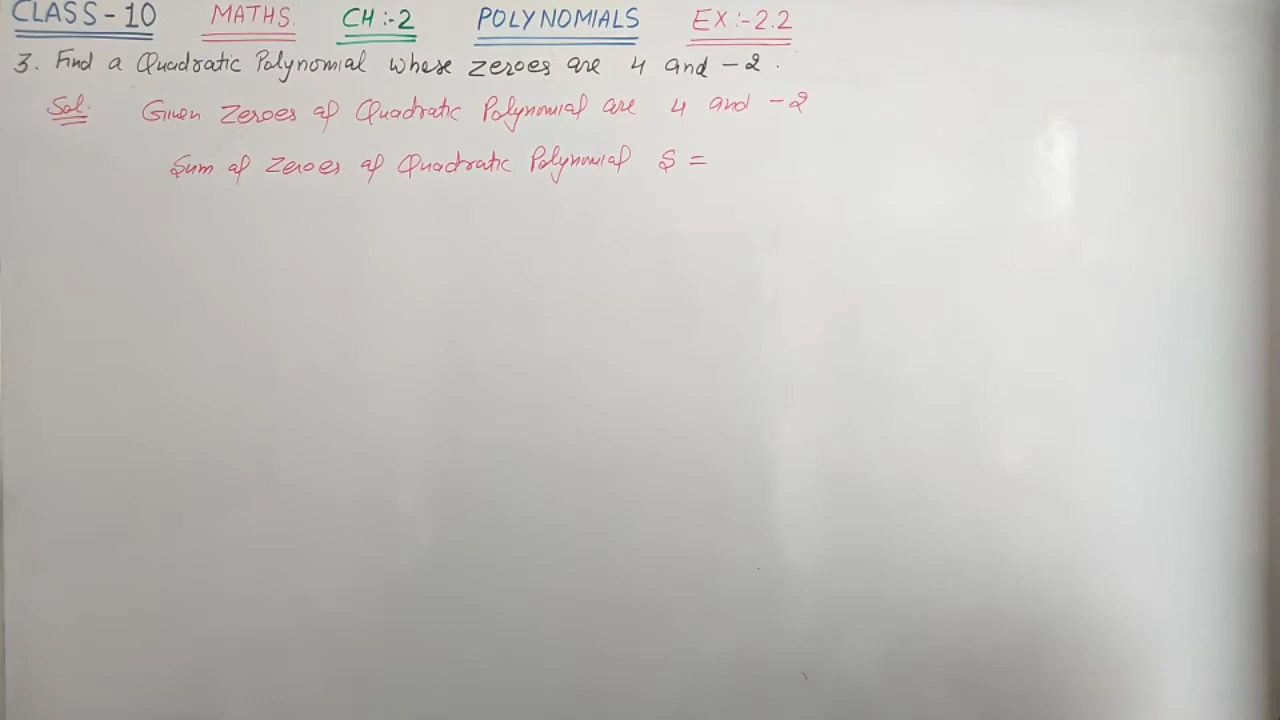 CLASS-10 MATHS. CH:-2 POLYNOMIALS EX:-2.2
3. Find a Quadratic Polynomial whose zeroes are 4 and -2.
Sol. Given Zeroes of Quadratic Polynomial are 4 and -2
Sum of Zeroes of Quadratic Polynomial S =